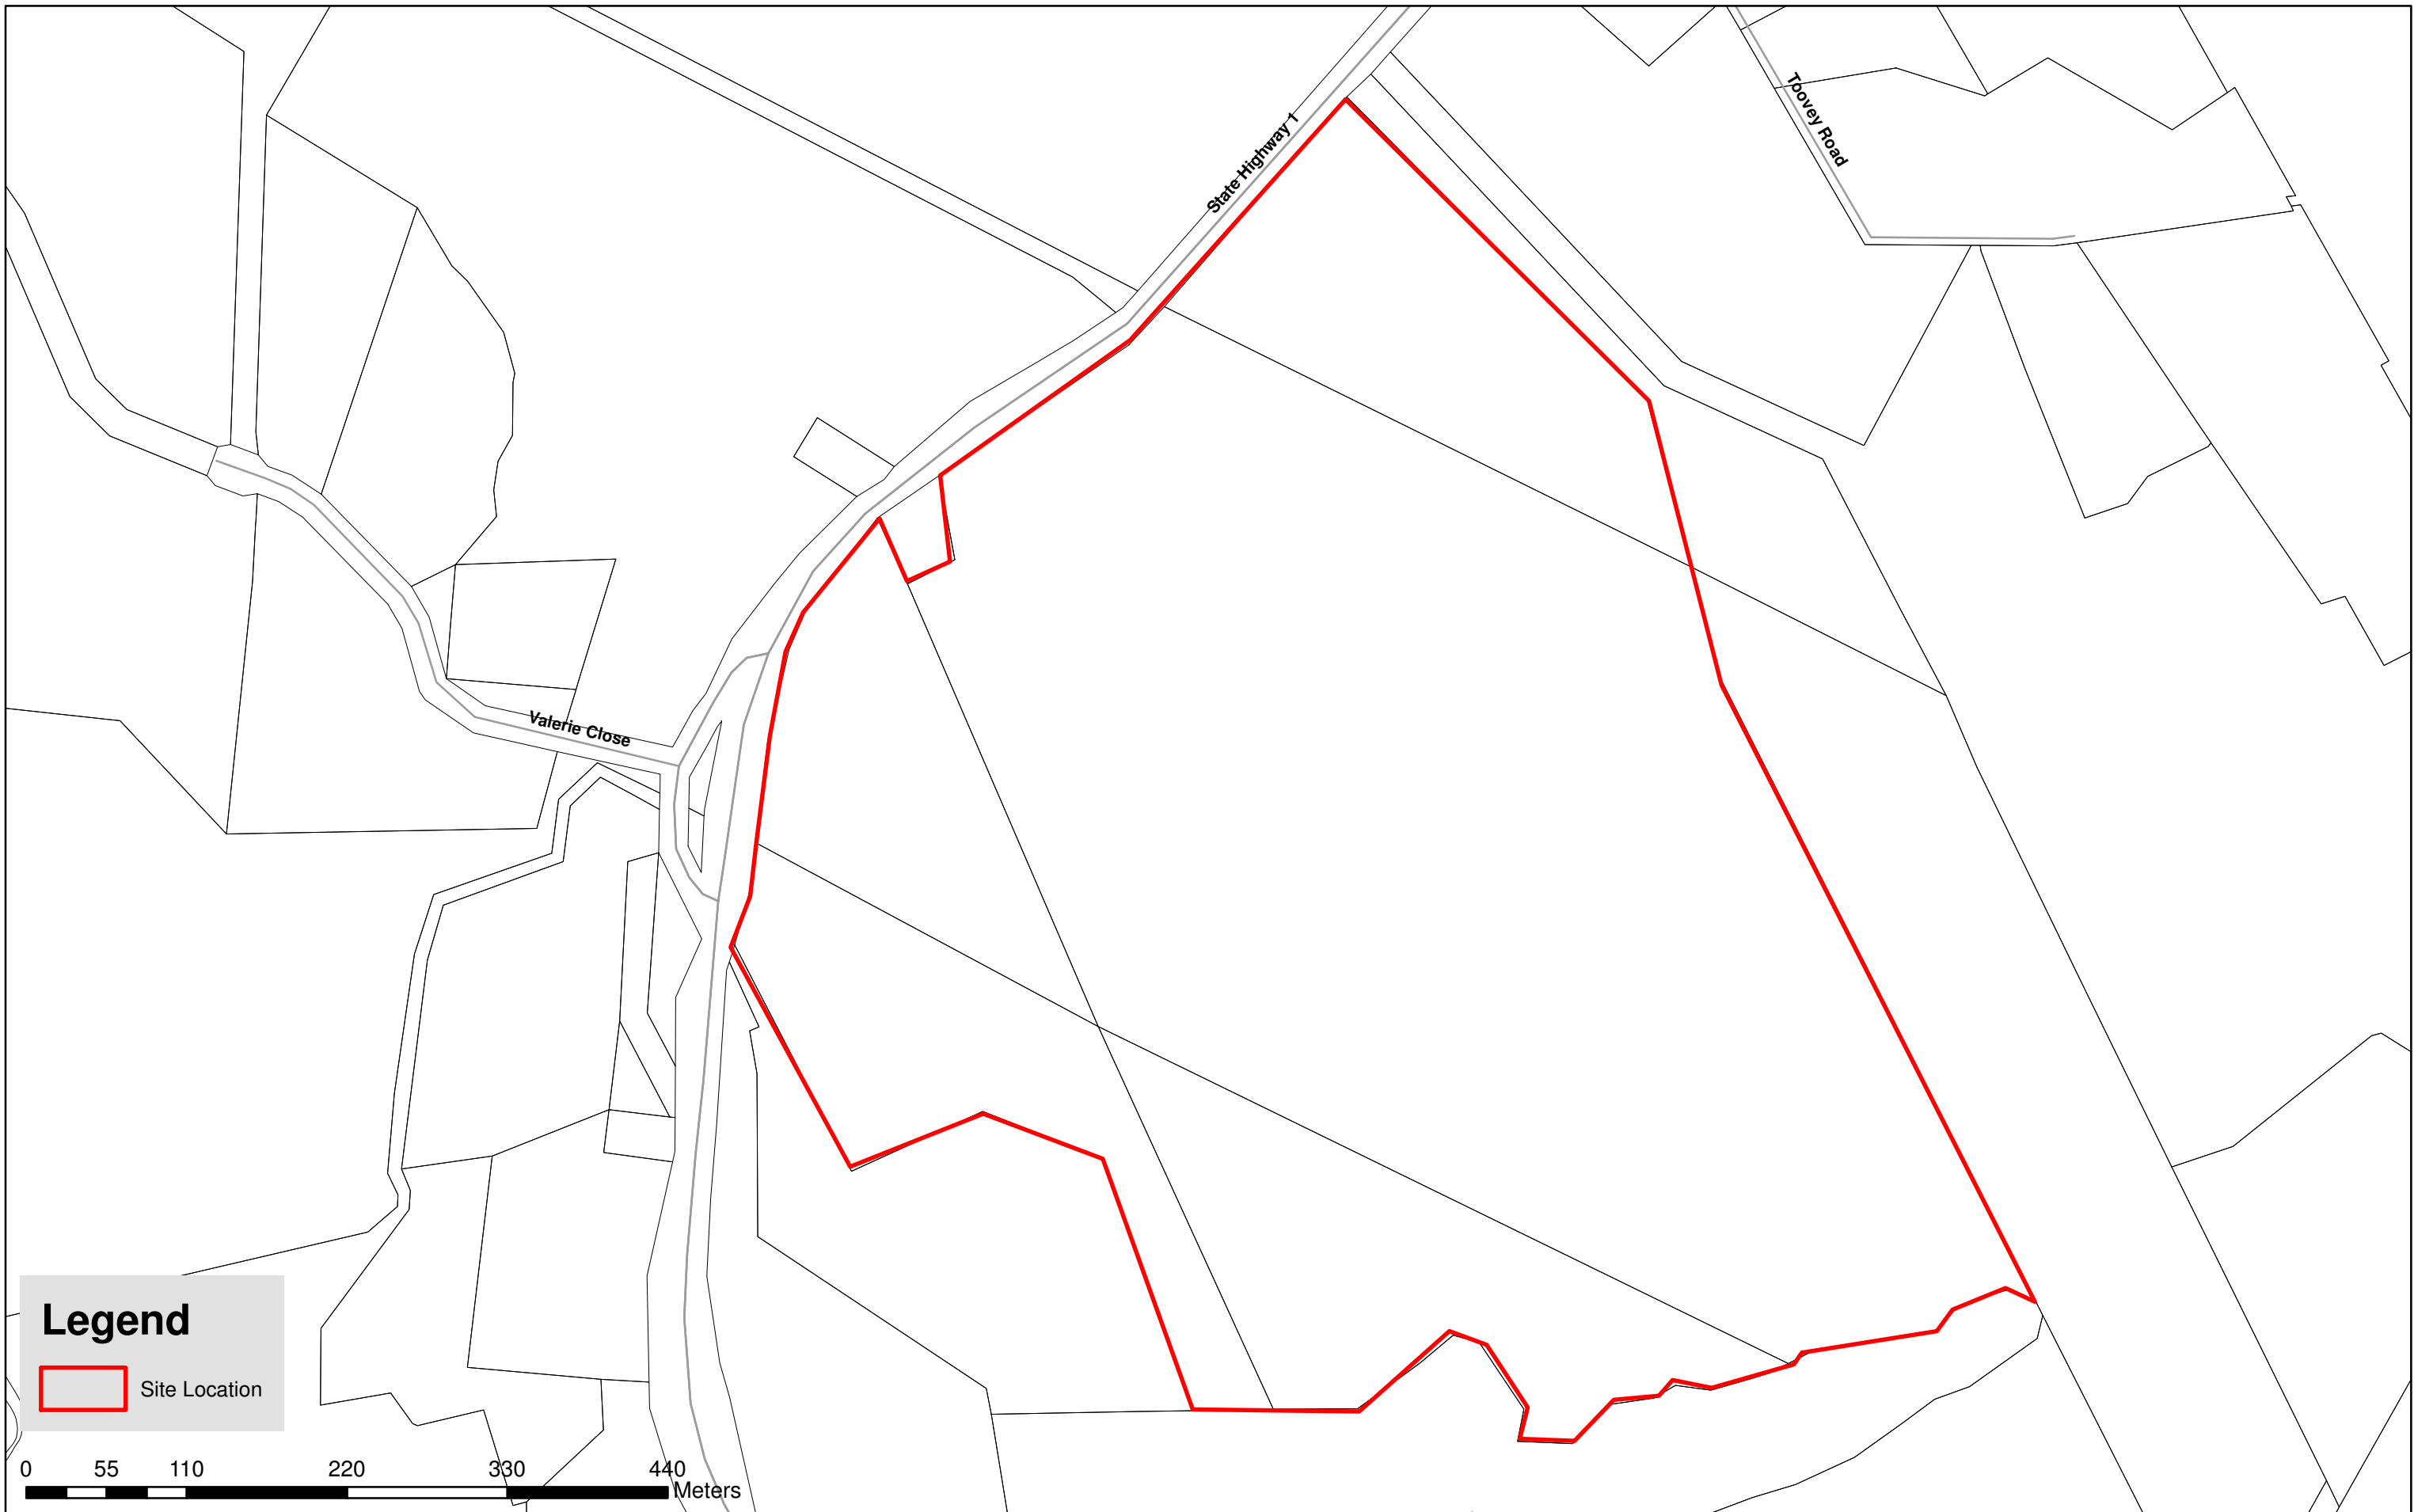 Toovey Road
State Highway 1
Valerie Close
Legend
Site Location
0 55 110 220 330 440
Meters